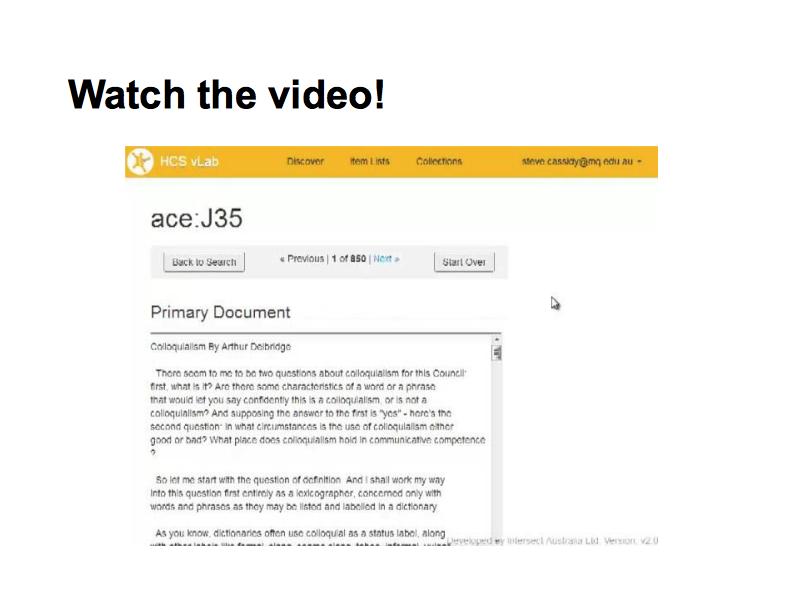 Watch the video!
HCS vLab Discover Item Lists Collections steve.cassidy@mq.edu.au
ace:J35
Back to Search « Previous | 1 of 850 | Next » Start Over
Primary Document
Colloquialism By Arthur Delbridge
There seem to me to be two questions about colloquialism for this Council:
first, what is it? Are there some characteristics of a word or a phrase
that would let you say confidently this is a colloquialism, or is not a
colloquialism? And supposing the answer to the first is "yes" - here's the
second question: in what circumstances is the use of colloquialism either
good or bad? What place does colloquialism hold in communicative competence
?
So let me start with the question of definition. And I shall work my way
into this question first entirely as a lexicographer, concerned only with
words and phrases as they may be listed and labelled in a dictionary
As you know, dictionaries often use colloquial as a status label, along
Developed by Intersect Australia Ltd. Version: v2.0